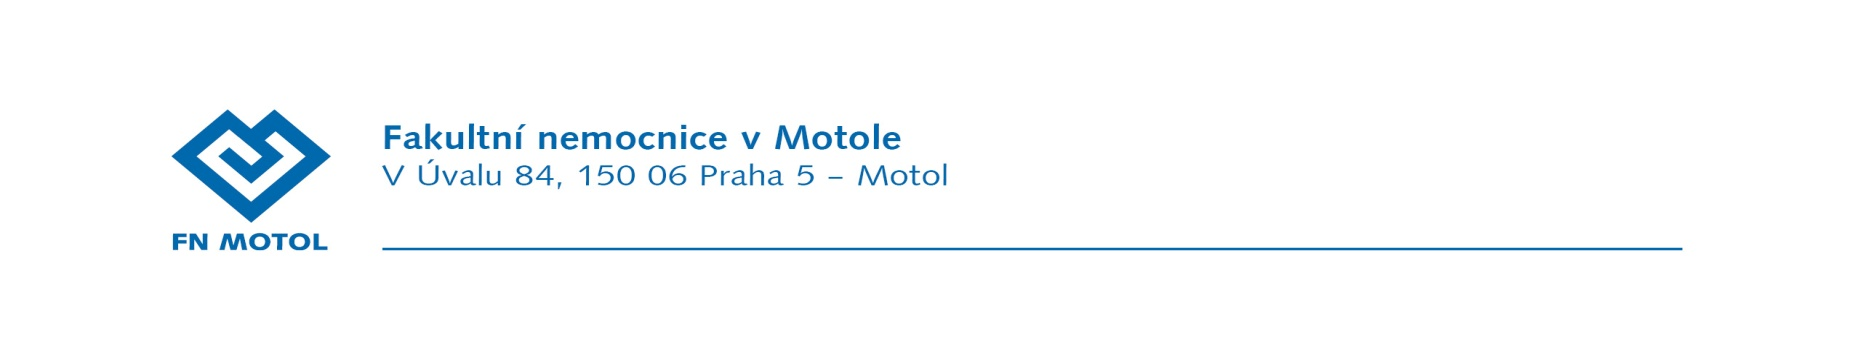 Fakultní nemocnice v Motole
V Úvalu 84, 150 06 Praha 5 – Motol
FN MOTOL